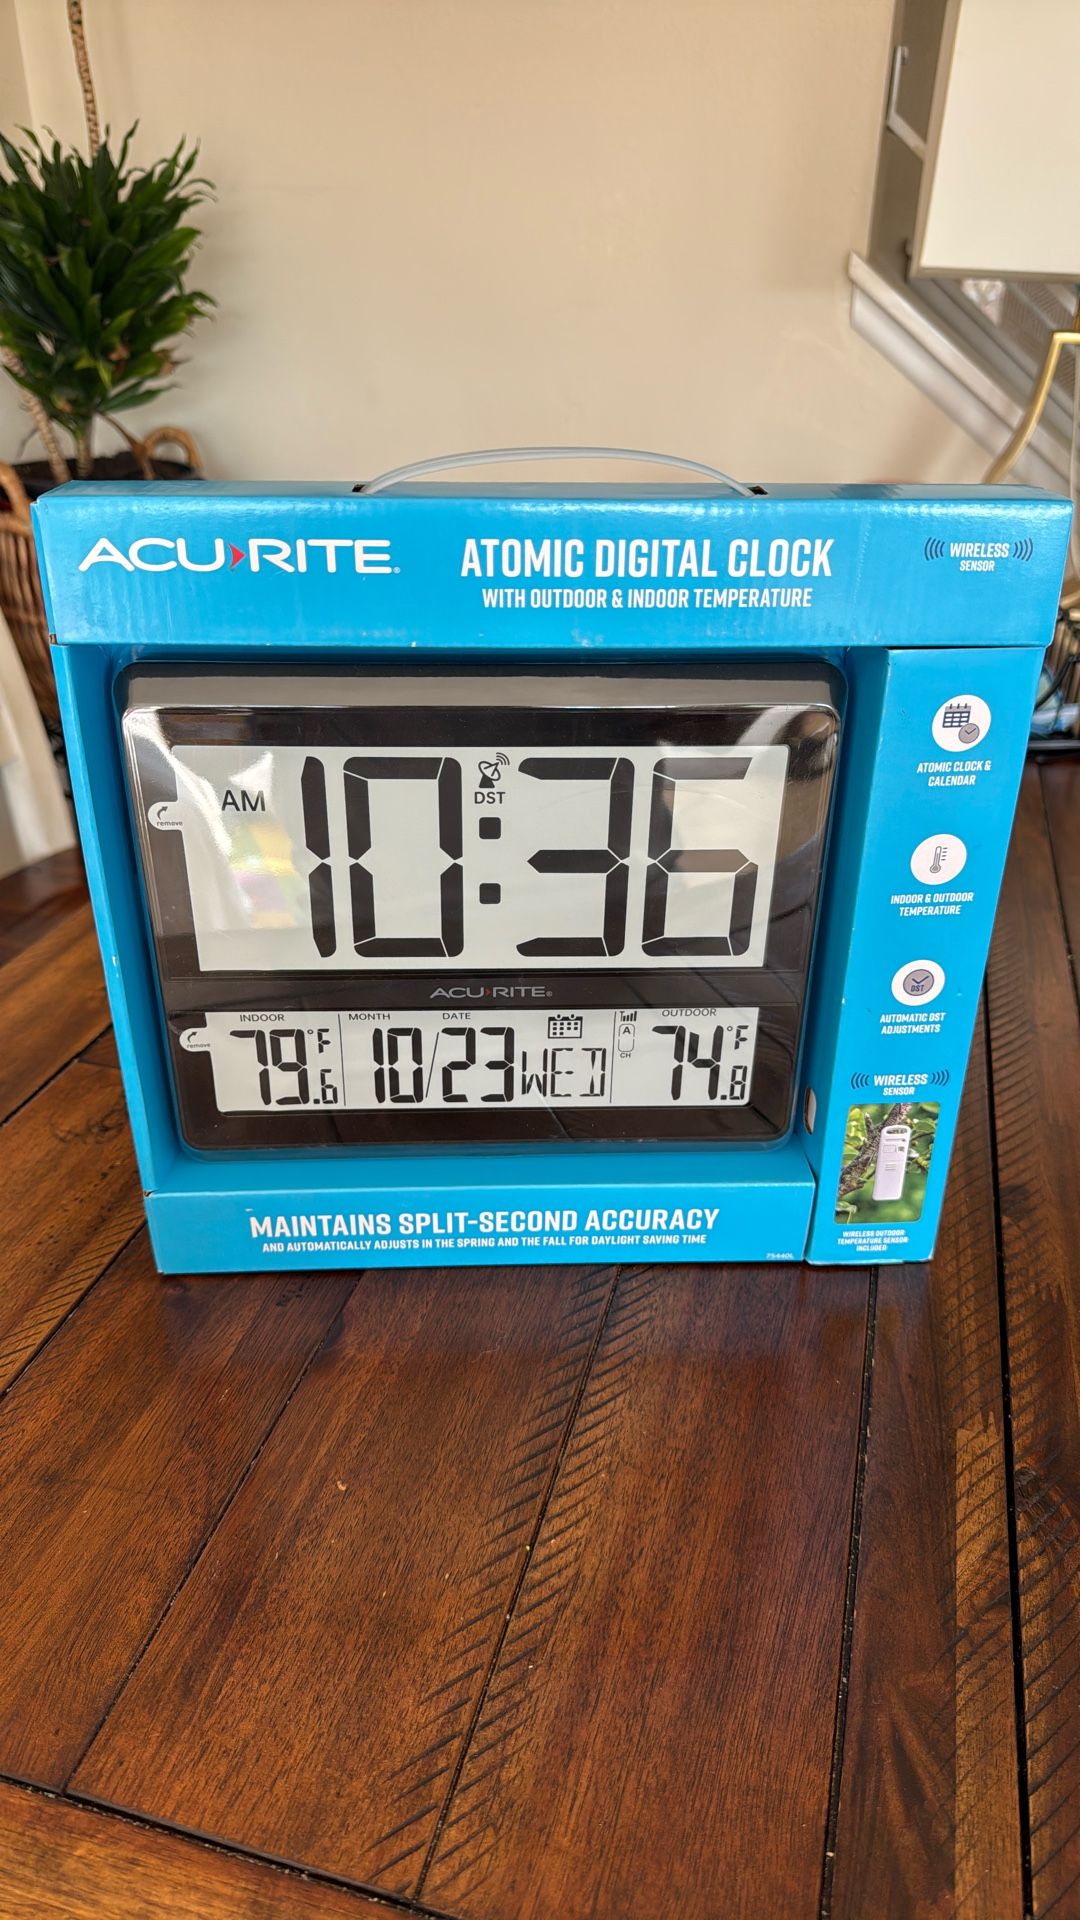 ACU›RITE®
ATOMIC DIGITAL CLOCK
WITH OUTDOOR & INDOOR TEMPERATURE
WIRELESS
SENSOR
AM
DST
10:36
remove
ACU›RITE®
INDOOR
79.6°F
MONTH DATE
10/23 WED
A
CH
OUTDOOR
74.8°F
remove
ATOMIC CLOCK &
CALENDAR
INDOOR & OUTDOOR
TEMPERATURE
DST
AUTOMATIC DST
ADJUSTMENTS
WIRELESS
SENSOR
WIRELESS OUTDOOR
TEMPERATURE SENSOR
INCLUDED
MAINTAINS SPLIT-SECOND ACCURACY
AND AUTOMATICALLY ADJUSTS IN THE SPRING AND THE FALL FOR DAYLIGHT SAVING TIME
75440L